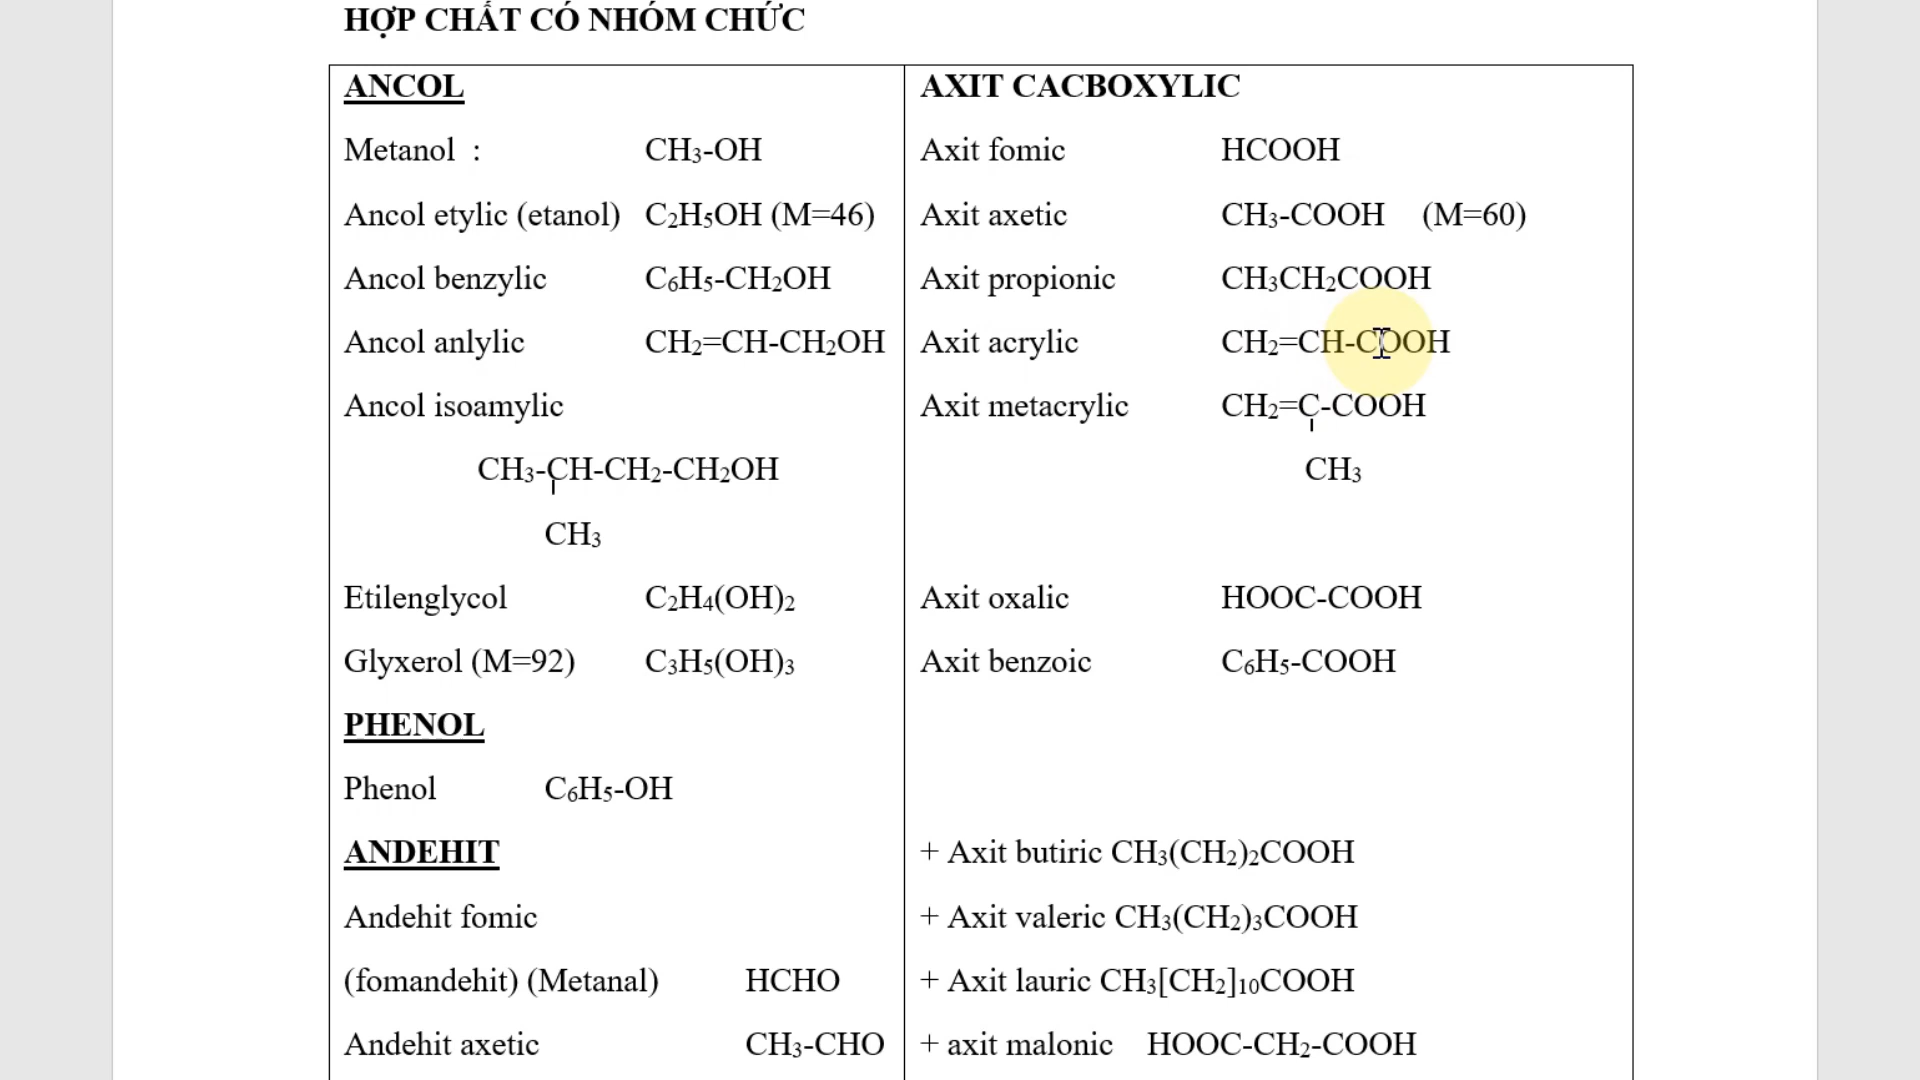 HỢP CHẤT CÓ NHÓM CHỨC
ANCOL
Metanol : CH₃-OH
Ancol etylic (etanol) C₂H₅OH (M=46)
Ancol benzylic C₆H₅-CH₂OH
Ancol anlylic CH₂=CH-CH₂OH
Ancol isoamylic
CH₃-CH-CH₂-CH₂OH
CH₃
Etilenglycol C₂H₄(OH)₂
Glyxerol (M=92) C₃H₅(OH)₃
PHENOL
Phenol C₆H₅-OH
ANDEHIT
Andehit fomic
(fomandehit) (Metanal) HCHO
Andehit axetic CH₃-CHO
AXIT CACBOXYLIC
Axit fomic HCOOH
Axit axetic CH₃-COOH (M=60)
Axit propionic CH₃CH₂COOH
Axit acrylic CH₂=CH-COOH
Axit metacrylic CH₂=C-COOH
CH₃
Axit oxalic HOOC-COOH
Axit benzoic C₆H₅-COOH
+ Axit butiric CH₃(CH₂)₂COOH
+ Axit valeric CH₃(CH₂)₃COOH
+ Axit lauric CH₃[CH₂]₁₀COOH
+ axit malonic HOOC-CH₂-COOH